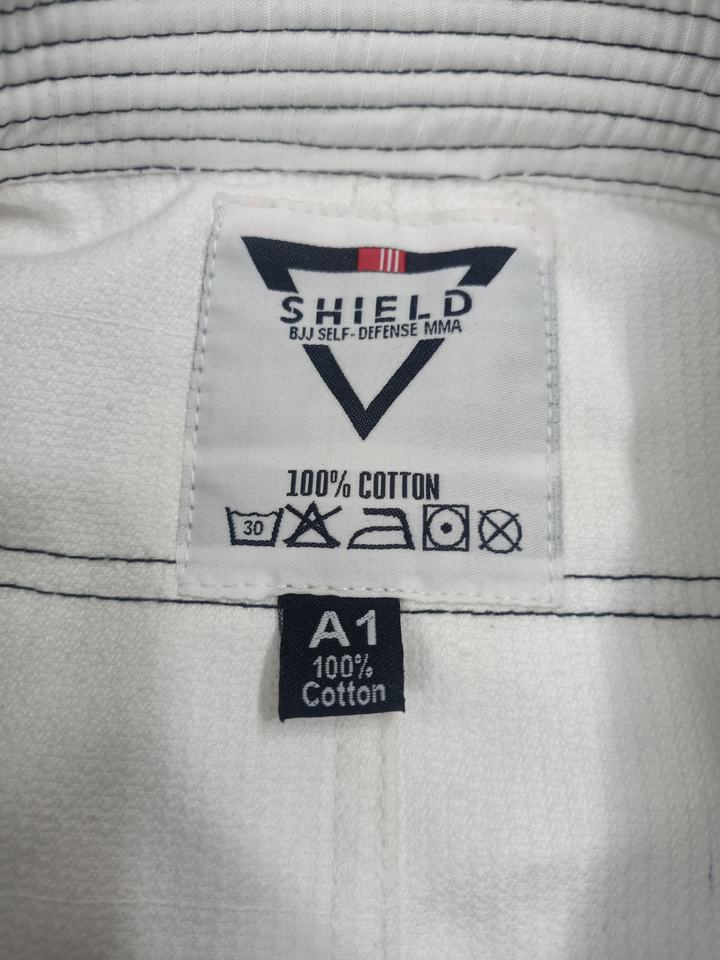 SHIELD
BJJ SELF-DEFENSE MMA
100% COTTON
30
A1
100%
Cotton